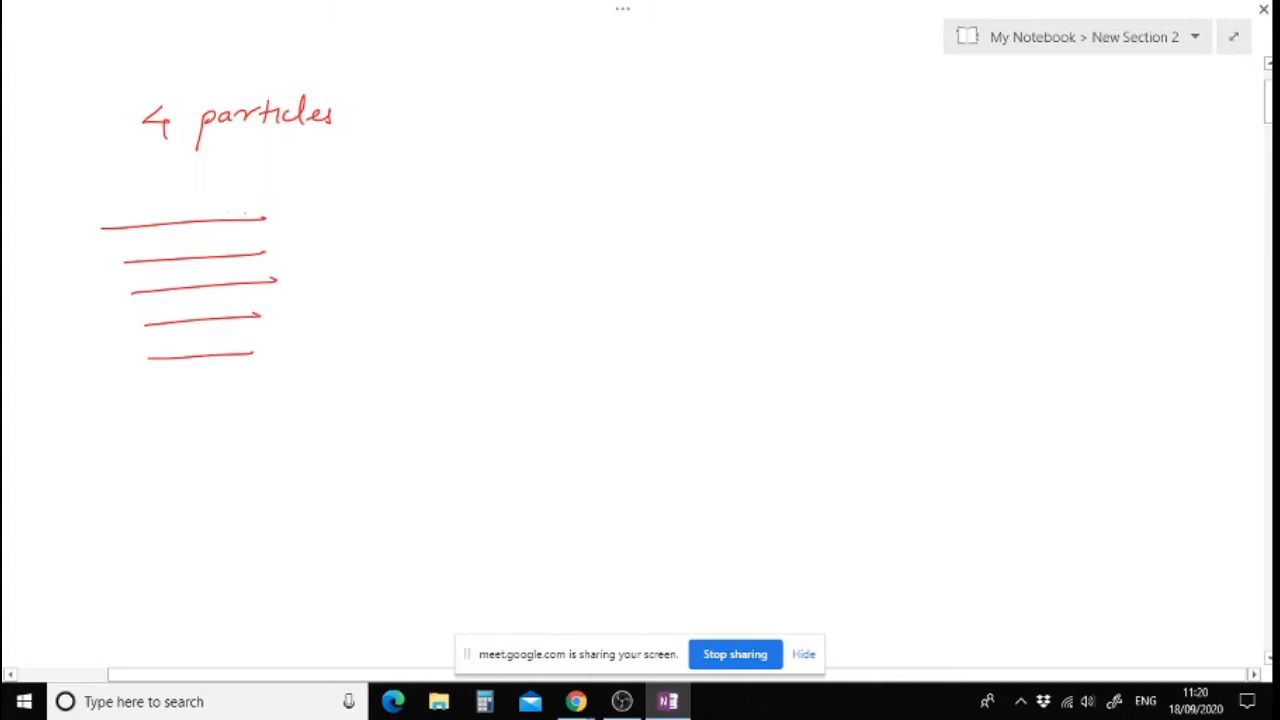 My Notebook > New Section 2
4 particles
meet.google.com is sharing your screen. Stop sharing Hide
Type here to search
ENG
11:20
18/09/2020